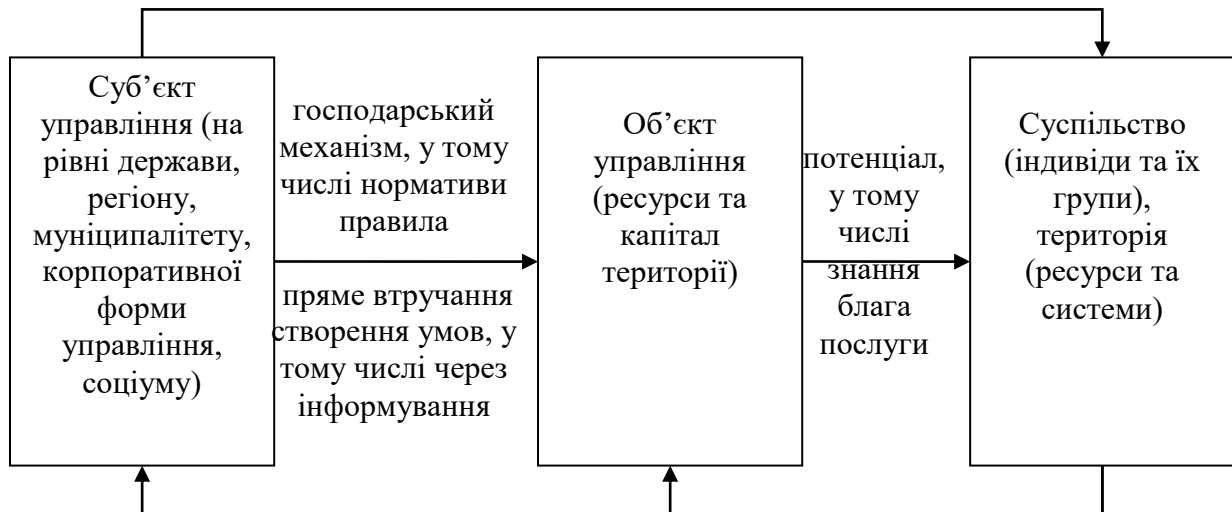 Суб’єкт
управління (на
рівні держави,
регіону,
муніципалітету,
корпоративної
форми
управління,
соціуму)
господарський
механізм, у тому
числі нормативи
правила
пряме втручання
створення умов, у
тому числі через
інформування
Об’єкт
управління
(ресурси та
капітал
території)
потенціал,
у тому
числі
знання
блага
послуги
Суспільство
(індивіди та їх
групи),
територія
(ресурси та
системи)